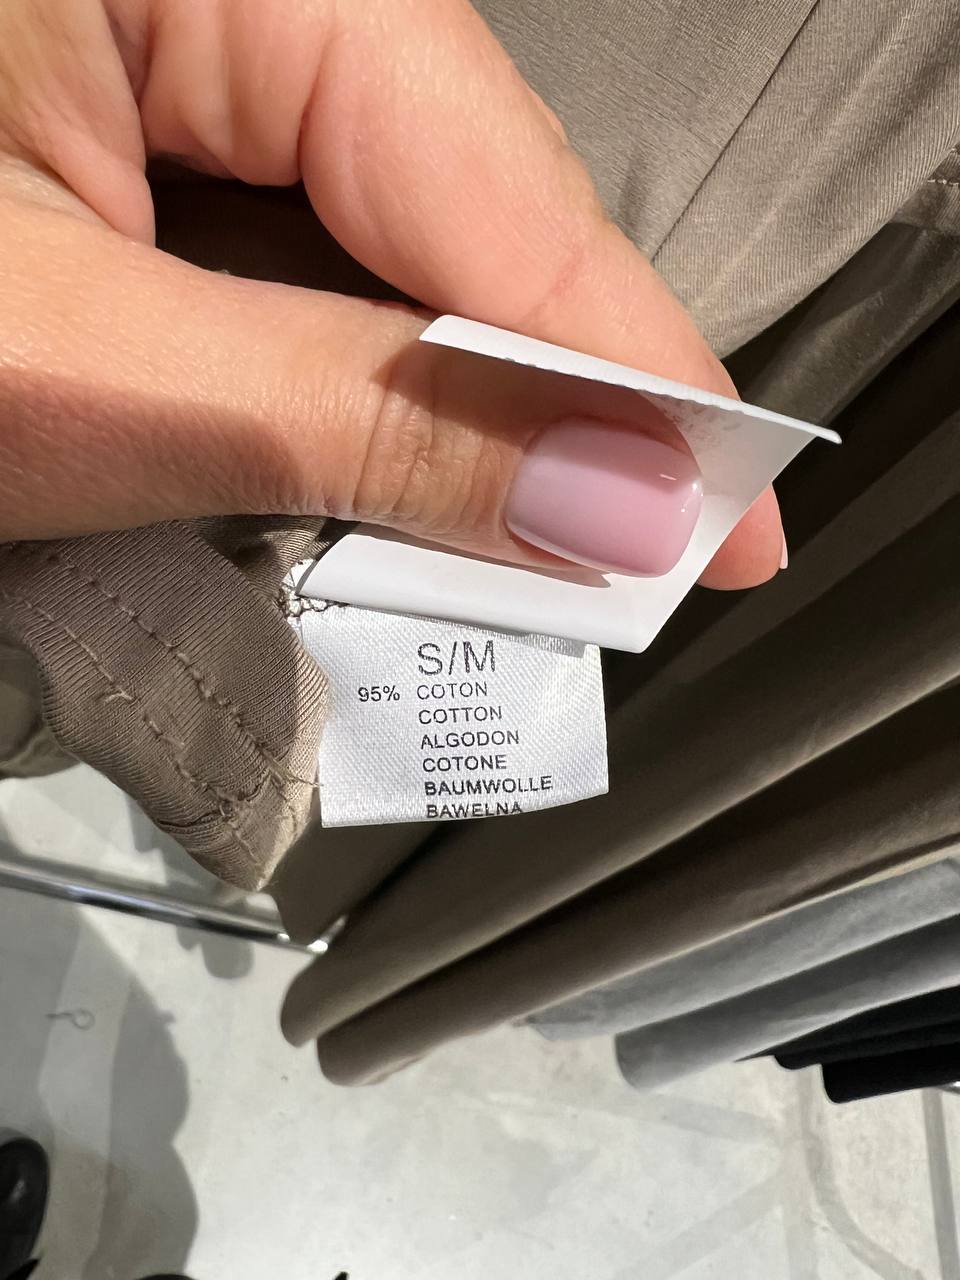 S/M
95% COTON
COTTON
ALGODON
COTONE
BAUMWOLLE
BAWELNA